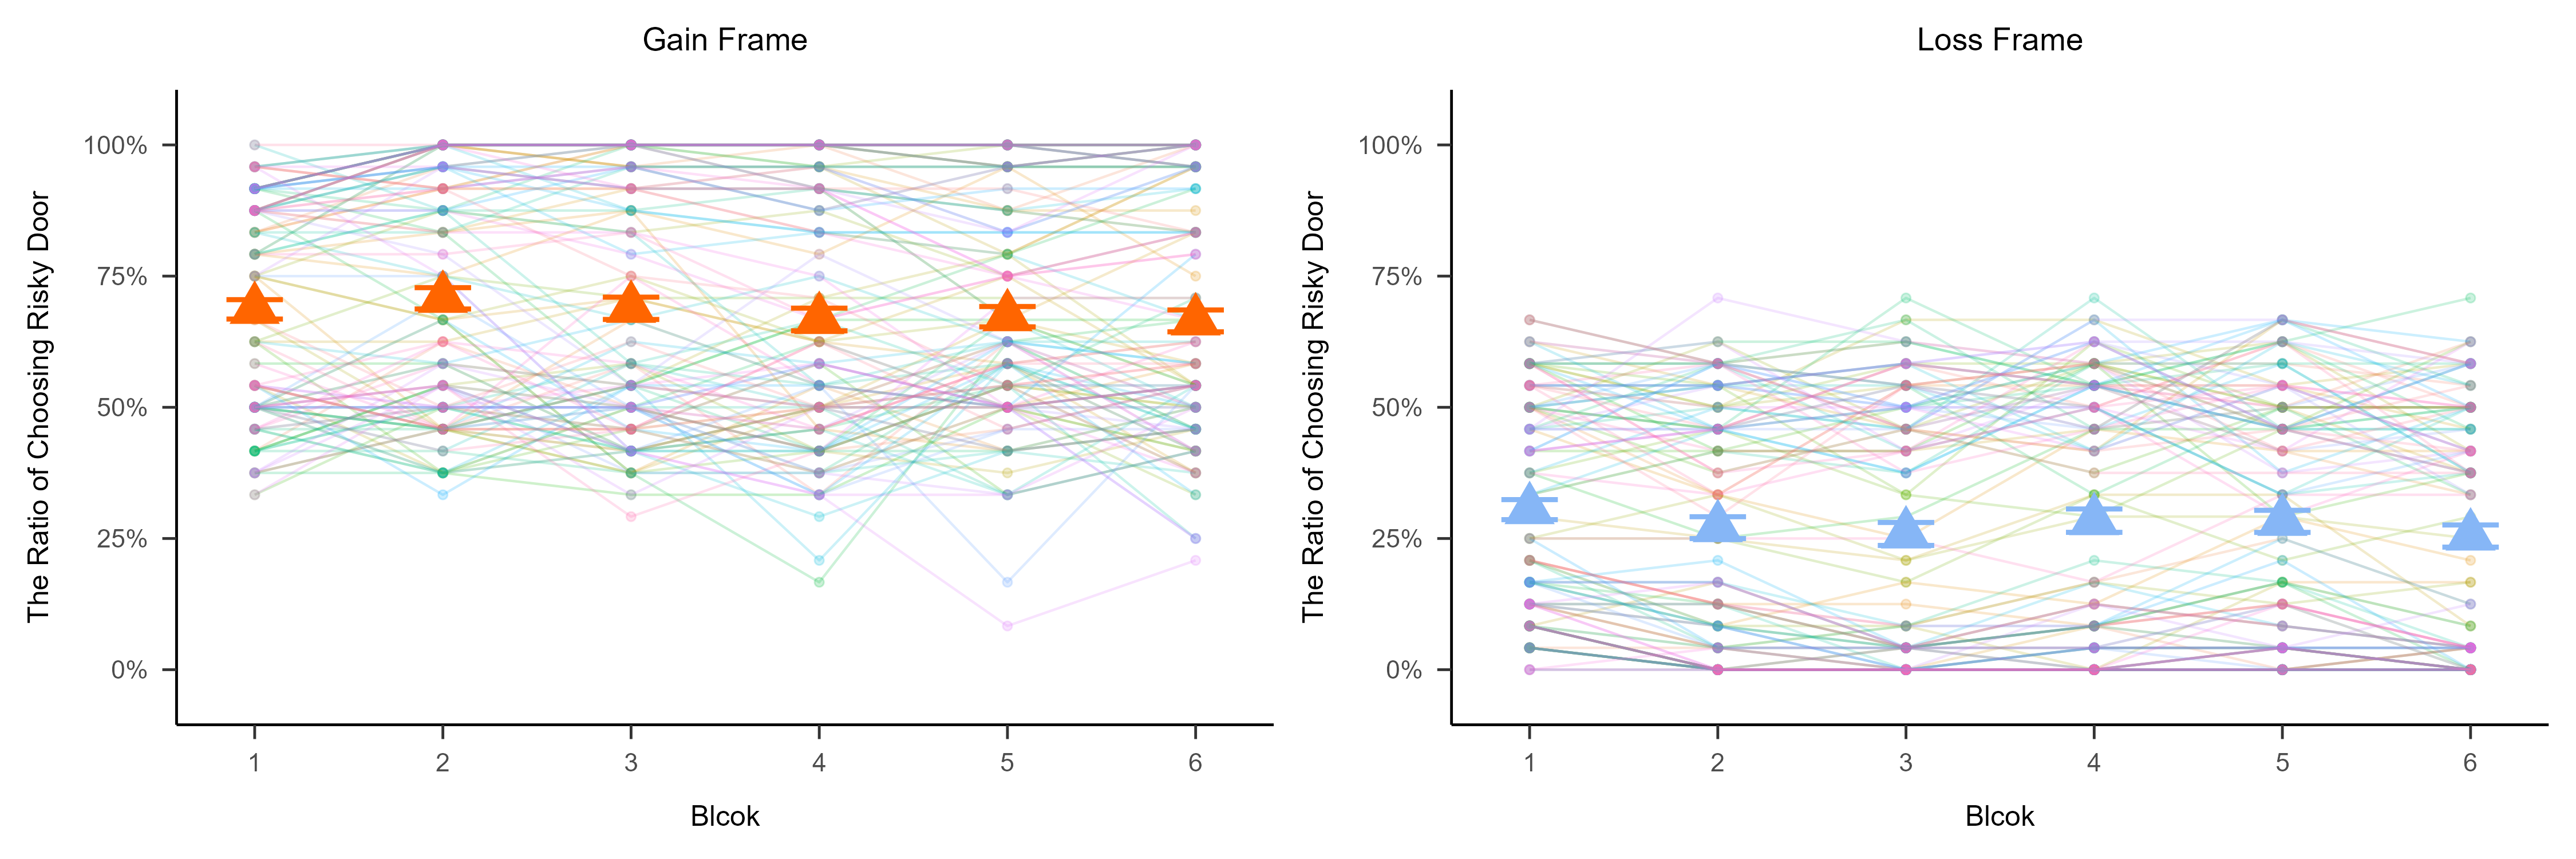 Gain Frame
The Ratio of Choosing Risky Door
100%
75%
50%
25%
0%
1 2 3 4 5 6
Blcok
Loss Frame
The Ratio of Choosing Risky Door
100%
75%
50%
25%
0%
1 2 3 4 5 6
Blcok